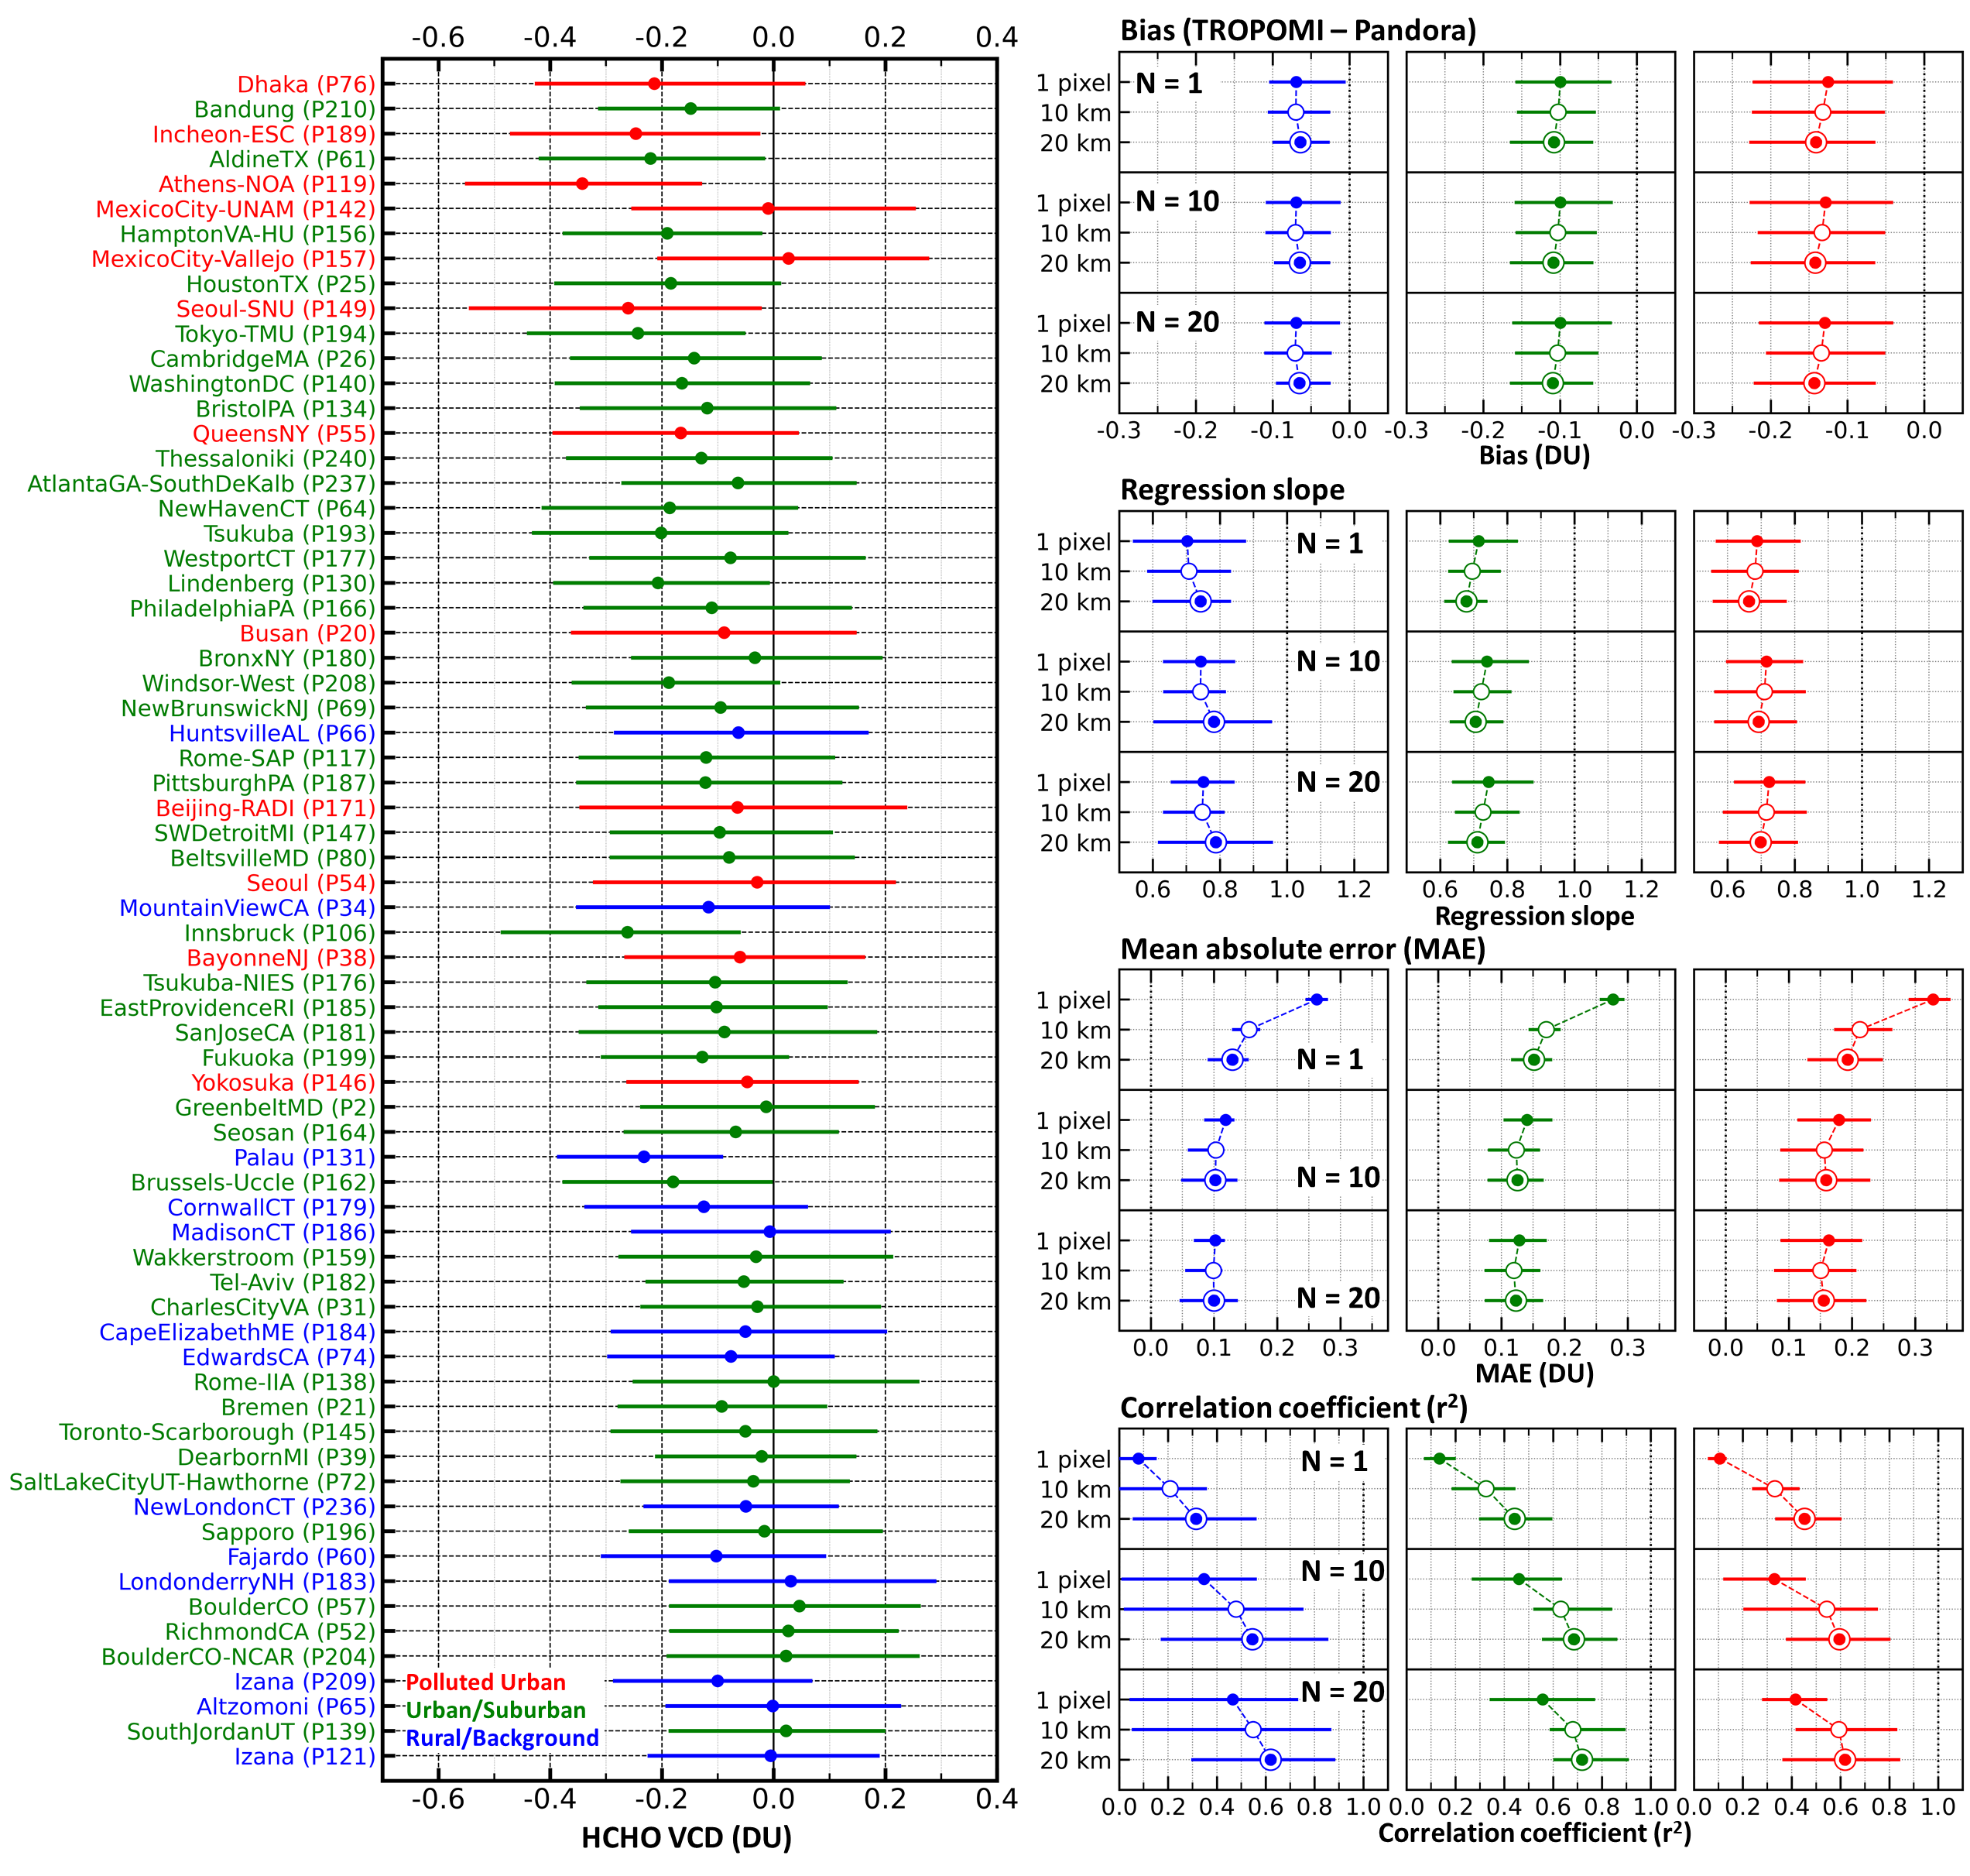 -0.6 -0.4 -0.2 0.0 0.2 0.4
Dhaka (P76)
Bandung (P210)
Incheon-ESC (P189)
AldineTX (P61)
Athens-NOA (P119)
MexicoCity-UNAM (P142)
HamptonVA-HU (P156)
MexicoCity-Vallejo (P157)
HoustonTX (P25)
Seoul-SNU (P149)
Tokyo-TMU (P194)
CambridgeMA (P26)
WashingtonDC (P140)
BristolPA (P134)
QueensNY (P55)
Thessaloniki (P240)
AtlantaGA-SouthDeKalb (P237)
NewHavenCT (P64)
Tsukuba (P193)
WestportCT (P177)
Lindenberg (P130)
PhiladelphiaPA (P166)
Busan (P20)
BronxNY (P180)
Windsor-West (P208)
NewBrunswickNJ (P69)
HuntsvilleAL (P66)
Rome-SAP (P117)
PittsburghPA (P187)
Beijing-RADI (P171)
SWDetroitMI (P147)
BeltsvilleMD (P80)
Seoul (P54)
MountainViewCA (P34)
Innsbruck (P106)
BayonneNJ (P38)
Tsukuba-NIES (P176)
EastProvidenceRI (P185)
SanJoseCA (P181)
Fukuoka (P199)
Yokosuka (P146)
GreenbeltMD (P2)
Seosan (P164)
Palau (P131)
Brussels-Uccle (P162)
CornwallCT (P179)
MadisonCT (P186)
Wakkerstroom (P159)
Tel-Aviv (P182)
CharlesCityVA (P31)
CapeElizabethME (P184)
EdwardsCA (P74)
Rome-IIA (P138)
Bremen (P21)
Toronto-Scarborough (P145)
DearbornMI (P39)
SaltLakeCityUT-Hawthorne (P72)
NewLondonCT (P236)
Sapporo (P196)
Fajardo (P60)
LondonderryNH (P183)
BoulderCO (P57)
RichmondCA (P52)
BoulderCO-NCAR (P204)
Izana (P209)
Altzomoni (P65)
SouthJordanUT (P139)
Izana (P121)
Polluted Urban
Urban/Suburban
Rural/Background
-0.6 -0.4 -0.2 0.0 0.2 0.4
HCHO VCD (DU)
Bias (TROPOMI – Pandora)
1 pixel N = 1
10 km
20 km
1 pixel N = 10
10 km
20 km
1 pixel N = 20
10 km
20 km
-0.3 -0.2 -0.1 0.0 -0.3 -0.2 -0.1 0.0 -0.3 -0.2 -0.1 0.0
Bias (DU)
Regression slope
1 pixel N = 1
10 km
20 km
1 pixel N = 10
10 km
20 km
1 pixel N = 20
10 km
20 km
0.6 0.8 1.0 1.2 0.6 0.8 1.0 1.2 0.6 0.8 1.0 1.2
Regression slope
Mean absolute error (MAE)
1 pixel
10 km
20 km N = 1
1 pixel
10 km
20 km N = 10
1 pixel
10 km
20 km N = 20
0.0 0.1 0.2 0.3 0.0 0.1 0.2 0.3 0.0 0.1 0.2 0.3
MAE (DU)
Correlation coefficient (r²)
1 pixel N = 1
10 km
20 km
1 pixel N = 10
10 km
20 km
1 pixel N = 20
10 km
20 km
0.0 0.2 0.4 0.6 0.8 1.0 0.0 0.2 0.4 0.6 0.8 1.0 0.0 0.2 0.4 0.6 0.8 1.0
Correlation coefficient (r²)